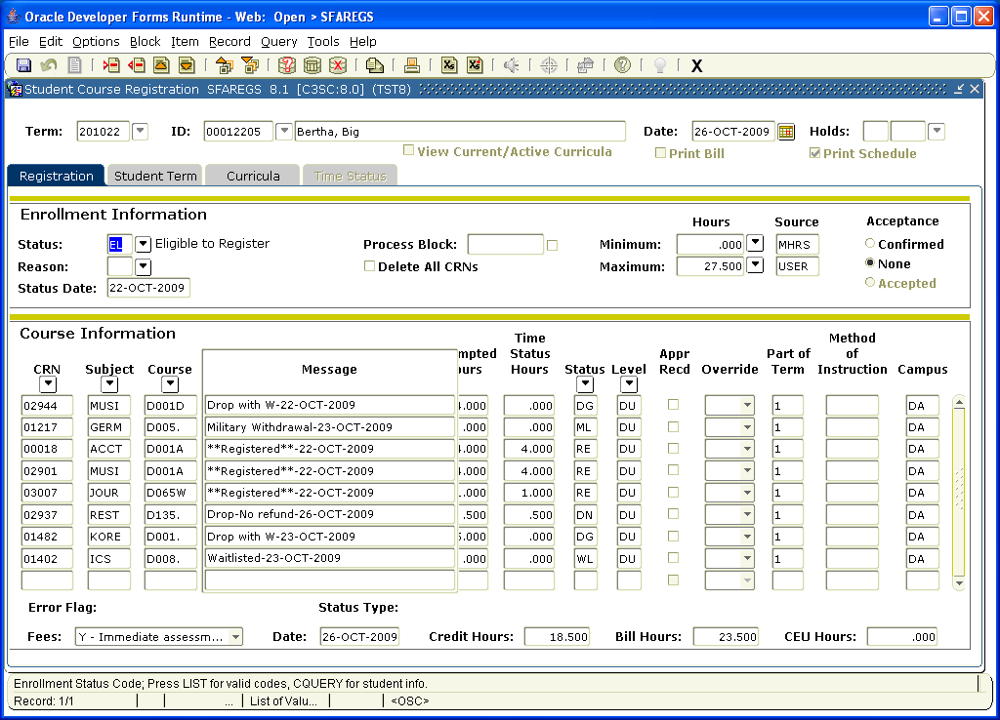 Oracle Developer Forms Runtime - Web: Open > SFAREGS
File Edit Options Block Item Record Query Tools Help
X
Student Course Registration SFAREGS 8.1 [C3SC:8.0] (TST8)
Term: 201022 ID: 00012205 Bertha, Big Date: 26-OCT-2009 Holds:
View Current/Active Curricula Print Bill Print Schedule
Registration Student Term Curricula Time Status
Enrollment Information
Hours Source Acceptance
Status: EL Eligible to Register Process Block: Minimum: .000 MHRS Confirmed
Reason: Delete All CRNs Maximum: 27.500 USER None
Status Date: 22-OCT-2009 Accepted
Course Information
Time Method
Status Appr Part of of
CRN Subject Course Message Hours Status Level Recd Override Term Instruction Campus
02944 MUSI D001D Drop with W-22-OCT-2009 .000 .000 DG DU 1 DA
01217 GERM D005. Military Withdrawal-23-OCT-2009 .000 .000 ML DU 1 DA
00018 ACCT D001A **Registered**-22-OCT-2009 .000 4.000 RE DU 1 DA
02901 MUSI D001A **Registered**-22-OCT-2009 .000 4.000 RE DU 1 DA
03007 JOUR D065W **Registered**-22-OCT-2009 .000 1.000 RE DU 1 DA
02937 REST D135. Drop-No refund-26-OCT-2009 .500 .500 DN DU 1 DA
01482 KORE D001. Drop with W-23-OCT-2009 .000 .000 DG DU 1 DA
01402 ICS D008. Waitlisted-23-OCT-2009 .000 .000 WL DU 1 DA
Error Flag: Status Type:
Fees: Y - Immediate assessm... Date: 26-OCT-2009 Credit Hours: 18.500 Bill Hours: 23.500 CEU Hours: .000
Enrollment Status Code; Press LIST for valid codes, CQUERY for student info.
Record: 1/1 ... List of Valu... <OSC>